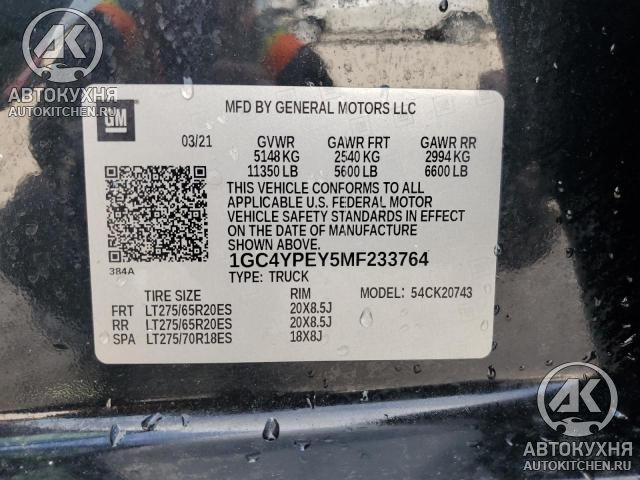 АВТОКУХНЯ
AVTOKITCHEN.RU
GM
MFD BY GENERAL MOTORS LLC
03/21 GVWR GAWR FRT GAWR RR
5148 KG 2540 KG 2994 KG
11350 LB 5600 LB 6600 LB
THIS VEHICLE CONFORMS TO ALL
APPLICABLE U.S. FEDERAL MOTOR
VEHICLE SAFETY STANDARDS IN EFFECT
ON THE DATE OF MANUFACTURE
SHOWN ABOVE.
1GC4YPEY5MF233764
384A TYPE: TRUCK
TIRE SIZE RIM MODEL: 54CK20743
FRT LT275/65R20ES 20X8.5J
RR LT275/65R20ES 20X8.5J
SPA LT275/70R18ES 18X8J
AK
АВТОКУХНЯ
AVTOKITCHEN.RU